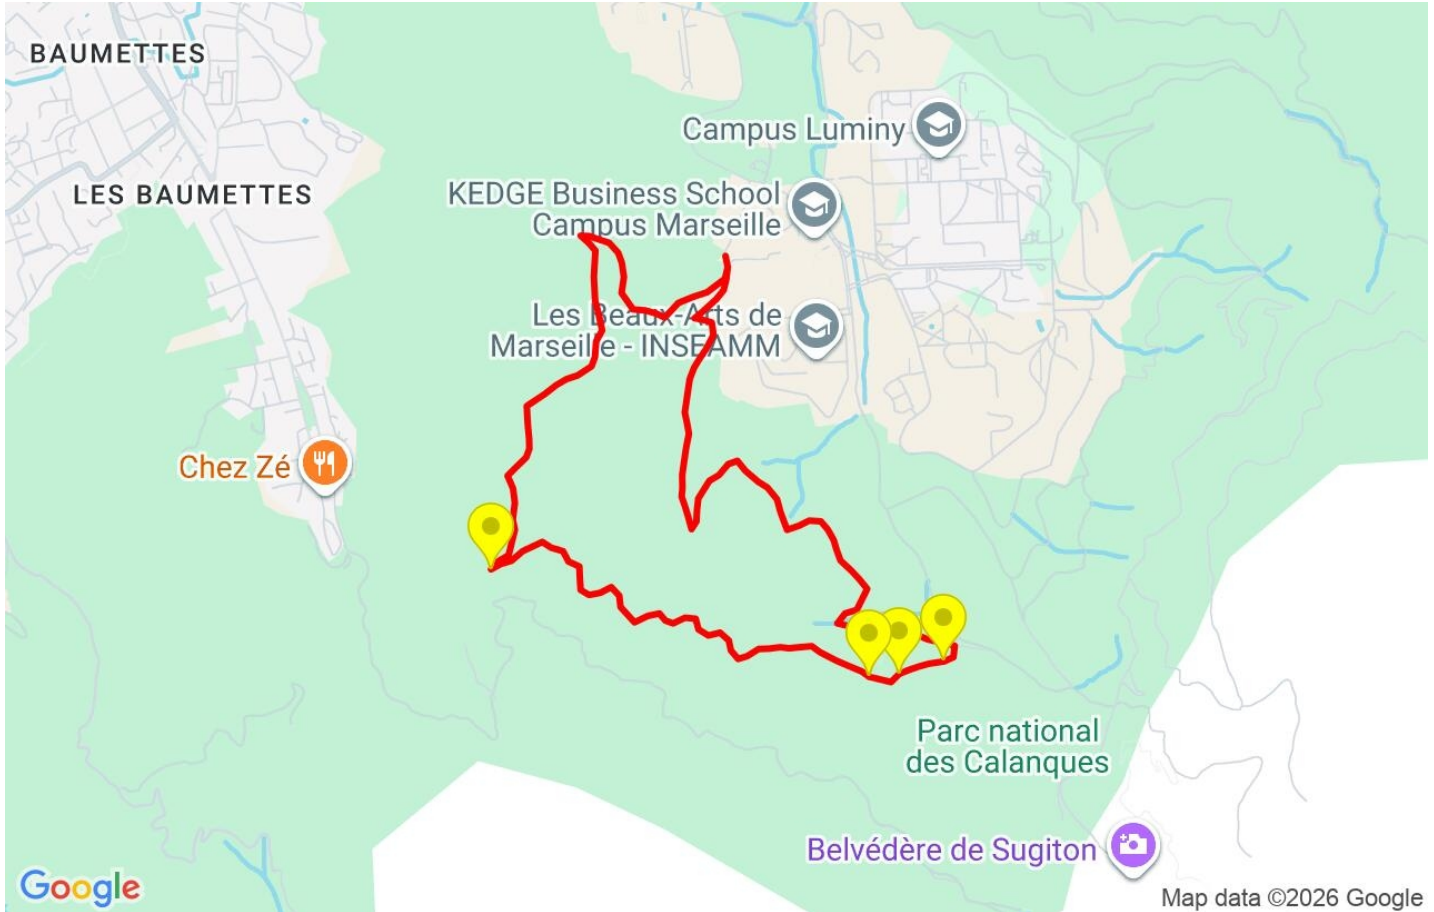 BAUMETTES
Campus Luminy
LES BAUMETTES
KEDGE Business School
Campus Marseille
Les Beaux-Arts de
Marseille - INSEAMM
Chez Zé
Parc national
des Calanques
Belvédère de Sugiton
Google
Map data ©2026 Google